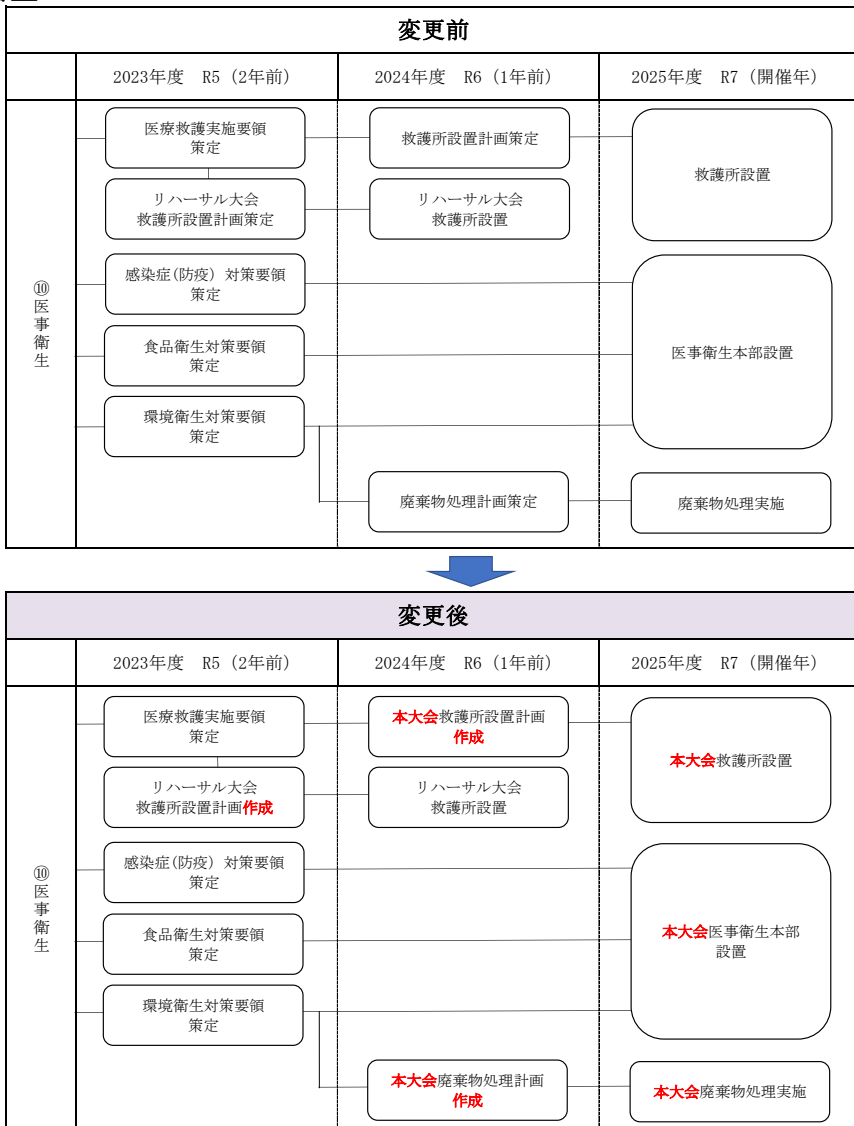 変更前
2023年度 R5（2年前）
2024年度 R6（1年前）
2025年度 R7（開催年）
⑩医事衛生
医療救護実施要領
策定
救護所設置計画策定
救護所設置
リハーサル大会
救護所設置計画策定
リハーサル大会
救護所設置
感染症(防疫）対策要領
策定
食品衛生対策要領
策定
医事衛生本部設置
環境衛生対策要領
策定
廃棄物処理計画策定
廃棄物処理実施
変更後
2023年度 R5（2年前）
2024年度 R6（1年前）
2025年度 R7（開催年）
⑩医事衛生
医療救護実施要領
策定
本大会救護所設置計画
作成
本大会救護所設置
リハーサル大会
救護所設置計画作成
リハーサル大会
救護所設置
感染症(防疫）対策要領
策定
食品衛生対策要領
策定
本大会医事衛生本部
設置
環境衛生対策要領
策定
本大会廃棄物処理計画
作成
本大会廃棄物処理実施